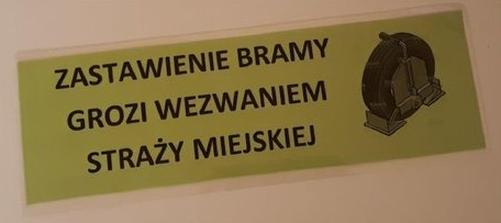 ZASTAWIENIE BRAMY
GROZI WEZWANIEM
STRAŻY MIEJSKIEJ